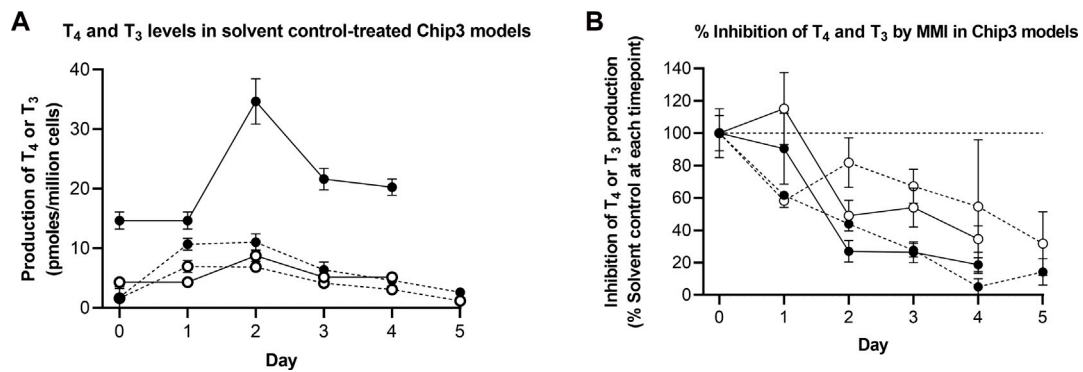 A
T4 and T3 levels in solvent control-treated Chip3 models
Production of T4 or T3
(pmoles/million cells)
40
30
20
10
0
0 1 2 3 4 5
Day
B
% Inhibition of T4 and T3 by MMI in Chip3 models
Inhibition of T4 or T3 production
(% Solvent control at each timepoint)
140
120
100
80
60
40
20
0
0 1 2 3 4 5
Day